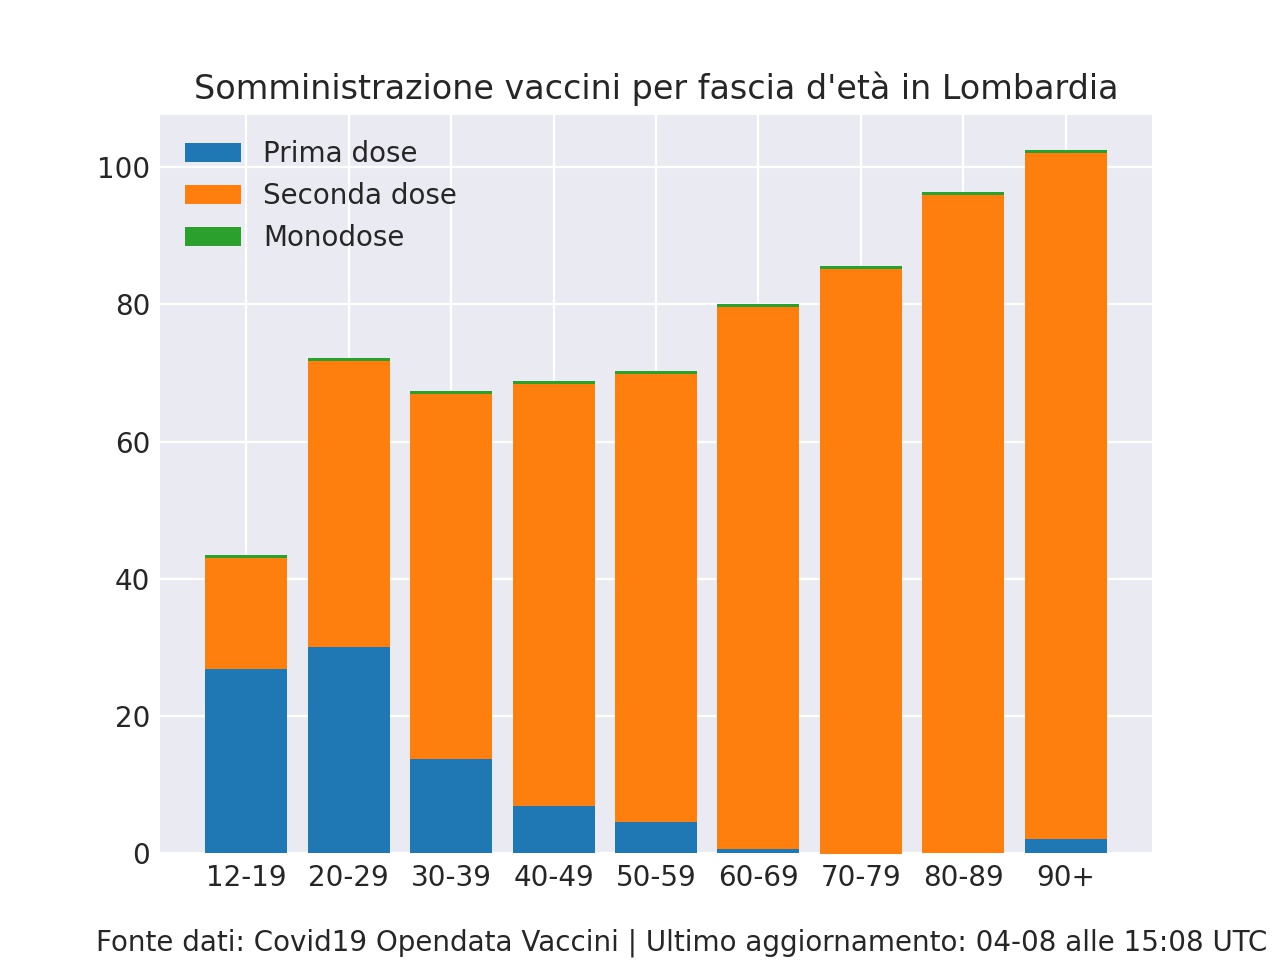 Somministrazione vaccini per fascia d'età in Lombardia
Prima dose
Seconda dose
Monodose
100
80
60
40
20
0
12-19 20-29 30-39 40-49 50-59 60-69 70-79 80-89 90+
Fonte dati: Covid19 Opendata Vaccini | Ultimo aggiornamento: 04-08 alle 15:08 UTC